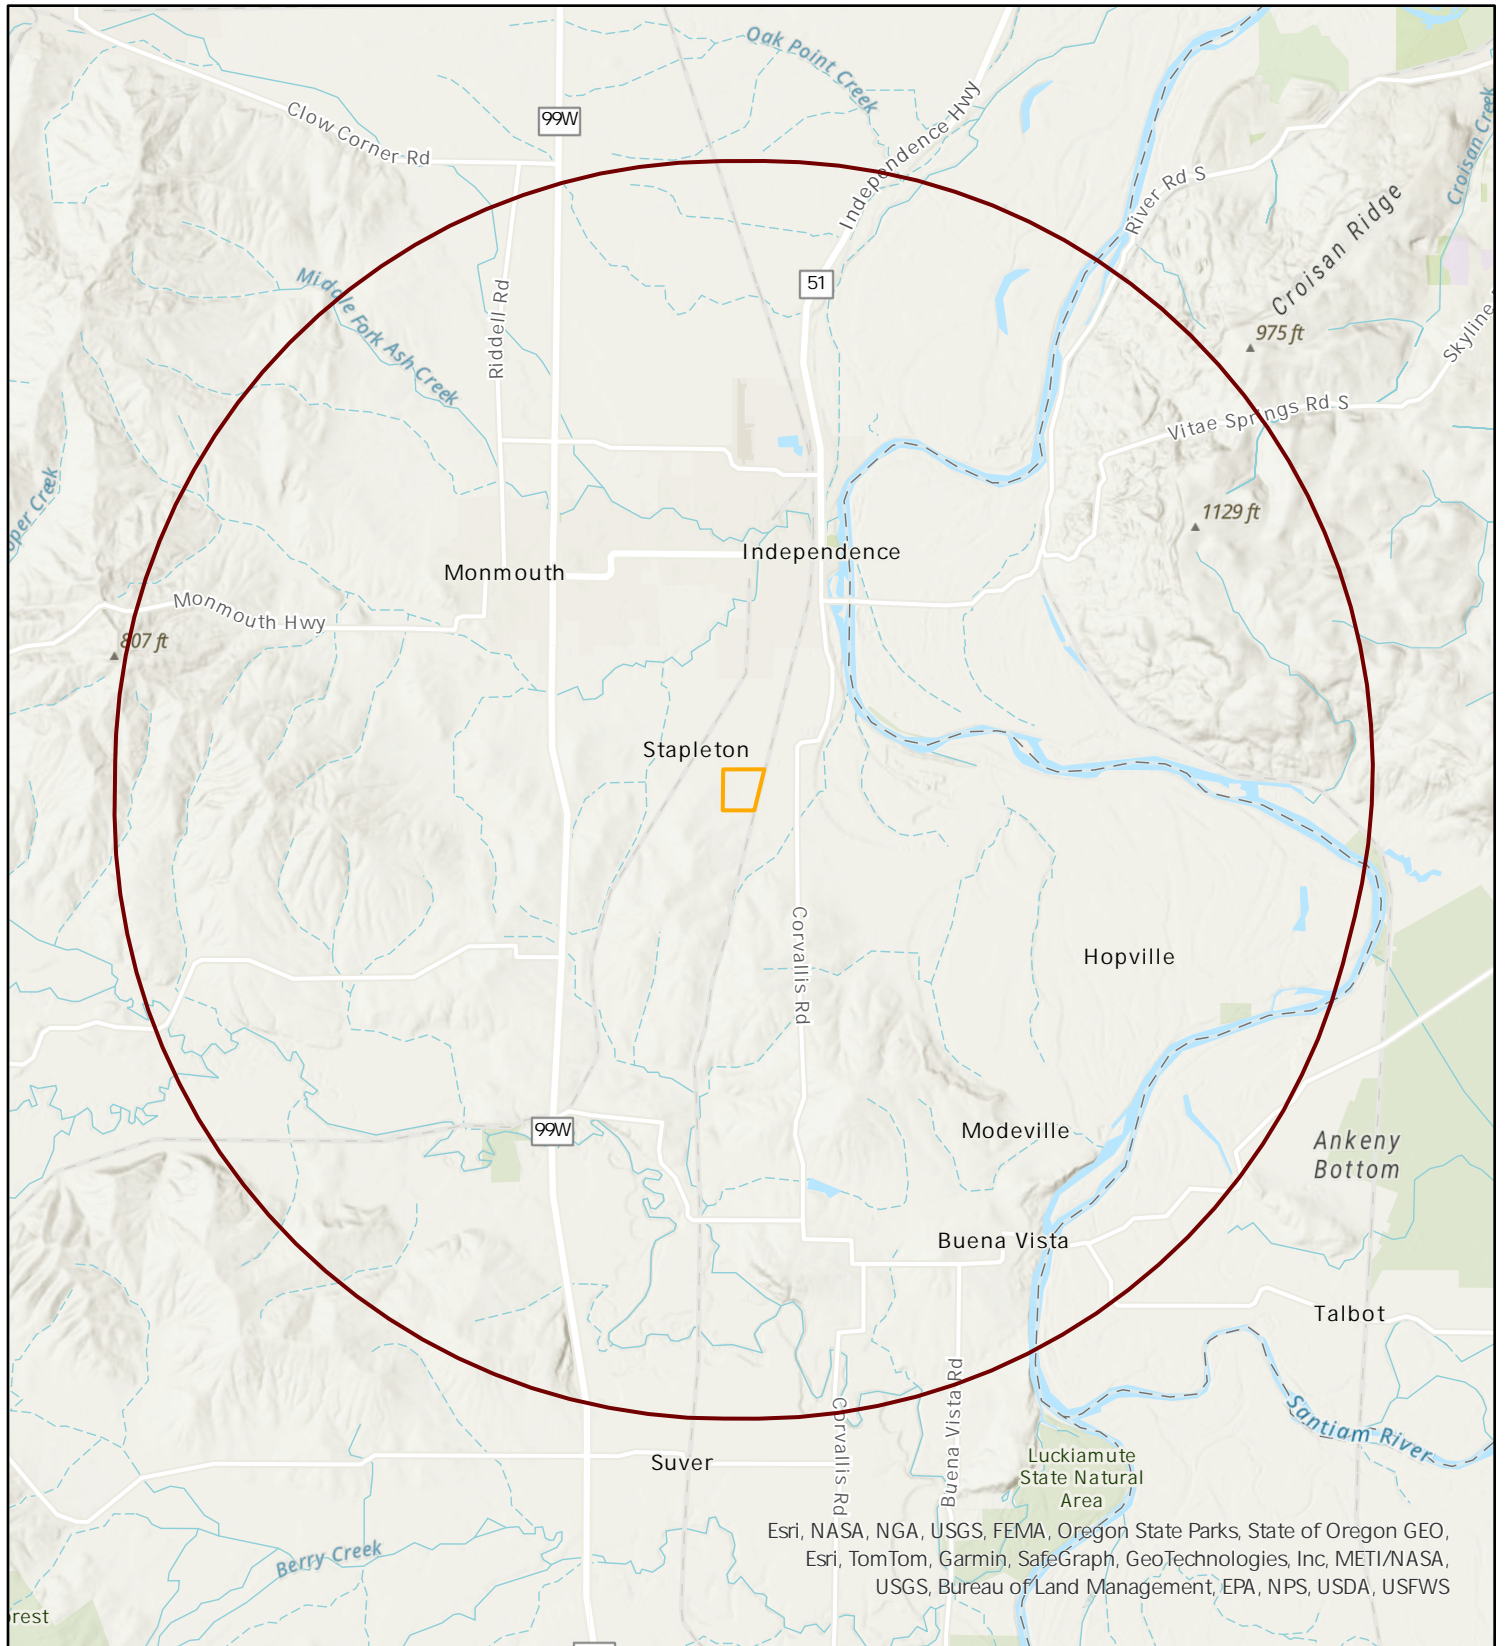 Oak Point Creek
Clow Corner Rd
99W
Independence Hwy
River Rd S
Croisan Creek
Croisan Ridge
Middle Fork Ash Creek
Riddell Rd
51
975 ft
Skyline
Vitae Springs Rd S
1129 ft
oper Creek
Independence
Monmouth
Monmouth Hwy
807 ft
Stapleton
Corvallis Rd
Hopville
99W
Modeville
Ankeny
Bottom
Buena Vista
Talbot
Buena Vista Rd
Corvallis Rd
Santiam River
Suver
Luckiamute
State Natural
Area
Berry Creek
orest
Esri, NASA, NGA, USGS, FEMA, Oregon State Parks, State of Oregon GEO,
Esri, TomTom, Garmin, SafeGraph, GeoTechnologies, Inc, METI/NASA,
USGS, Bureau of Land Management, EPA, NPS, USDA, USFWS